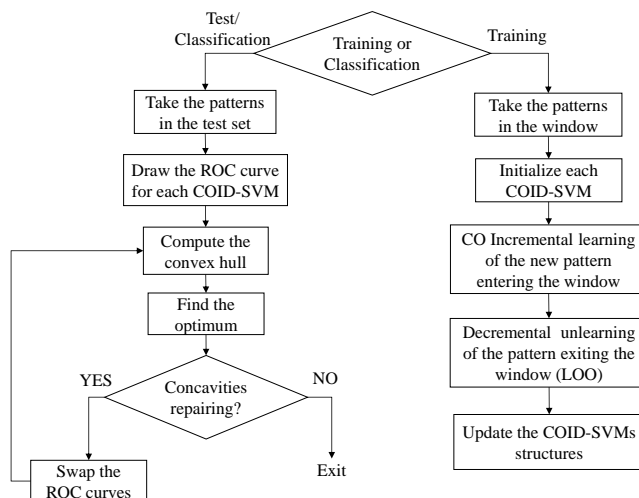 Test/
Classification
Training or
Classification
Training
Take the patterns
in the test set
Draw the ROC curve
for each COID-SVM
Compute the
convex hull
Find the
optimum
YES
Concavities
repairing?
NO
Swap the
ROC curves
Exit
Take the patterns
in the window
Initialize each
COID-SVM
CO Incremental learning
of the new pattern
entering the window
Decremental unlearning
of the pattern exiting the
window (LOO)
Update the COID-SVMs
structures